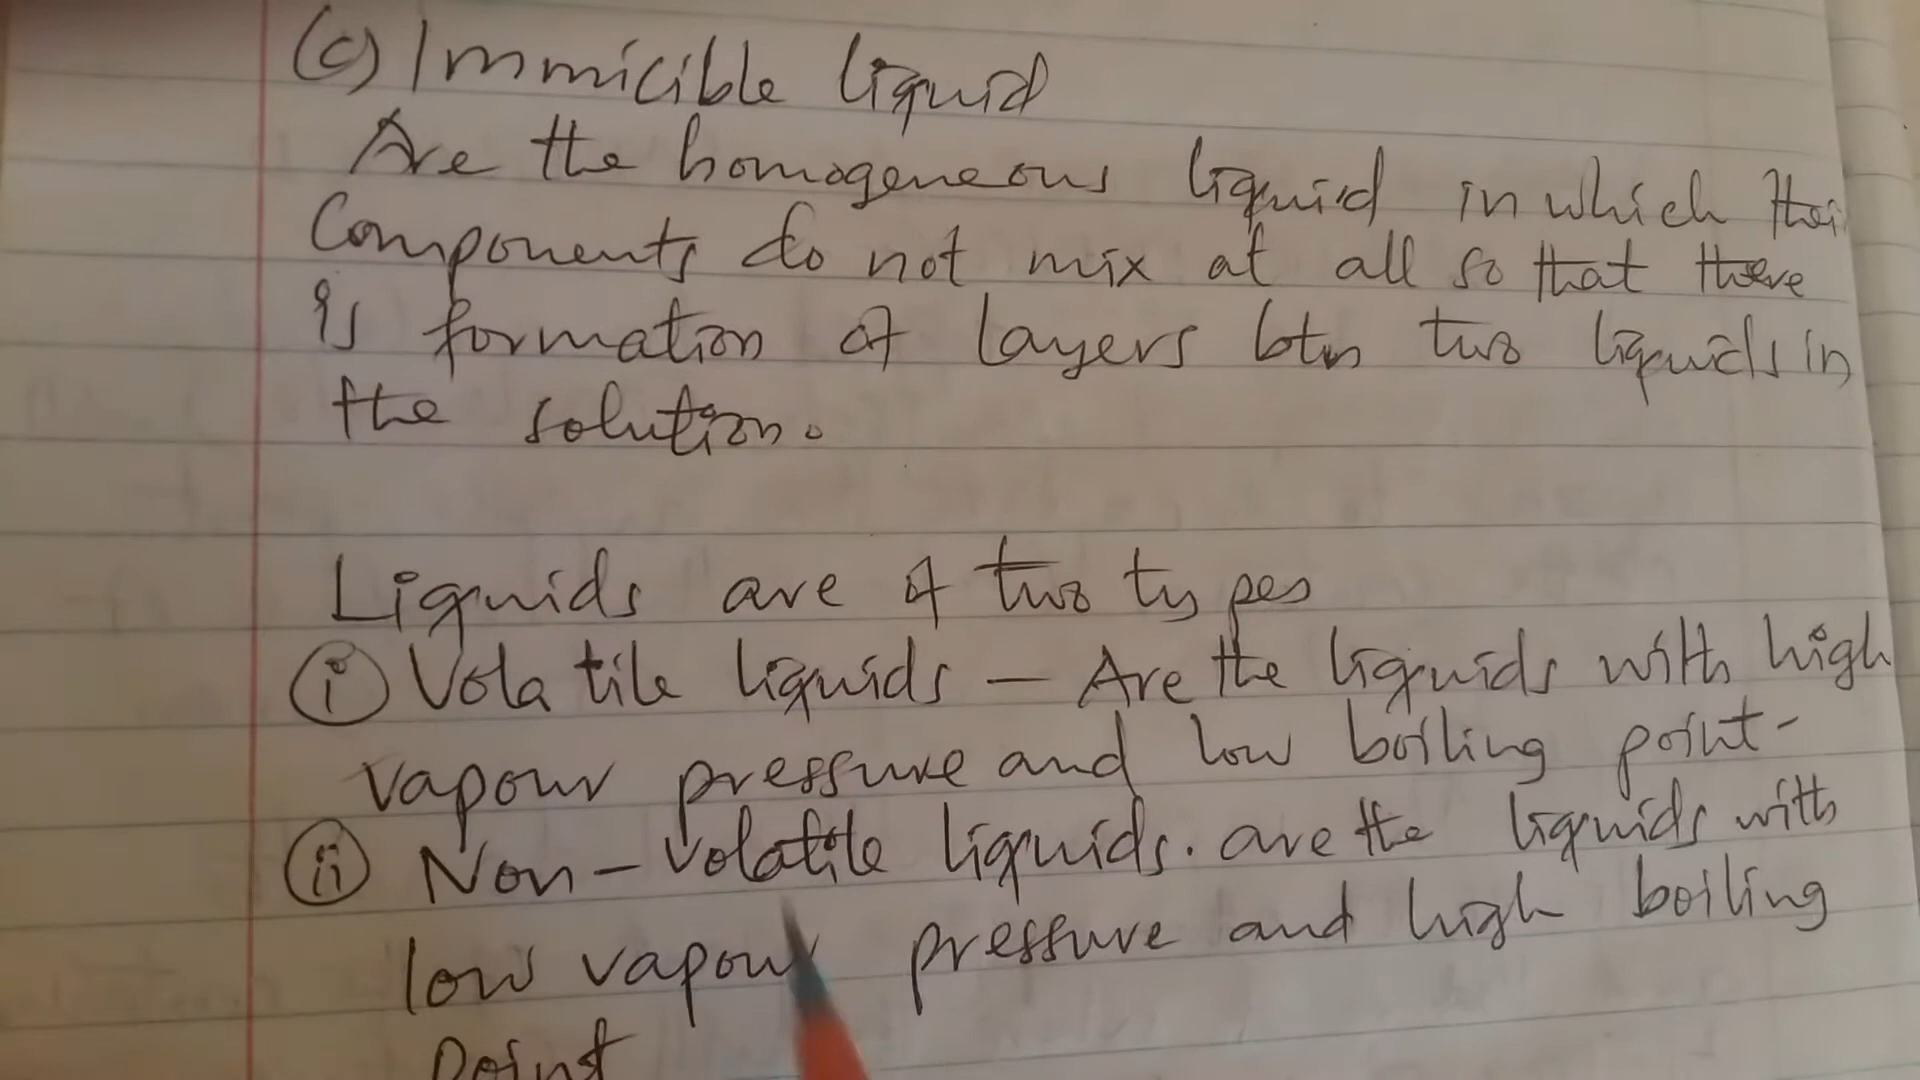 (c) Immicible liquid
Are the homogeneous liquid in which their
Components do not mix at all so that there
is formation of layers btn two liquids in
the solution.
Liquids are of two types
(i) Volatile liquids - Are the liquids with high
vapour pressure and low boiling point-
(ii) Non-volatile liquids. are the liquids with
low vapour pressure and high boiling
point